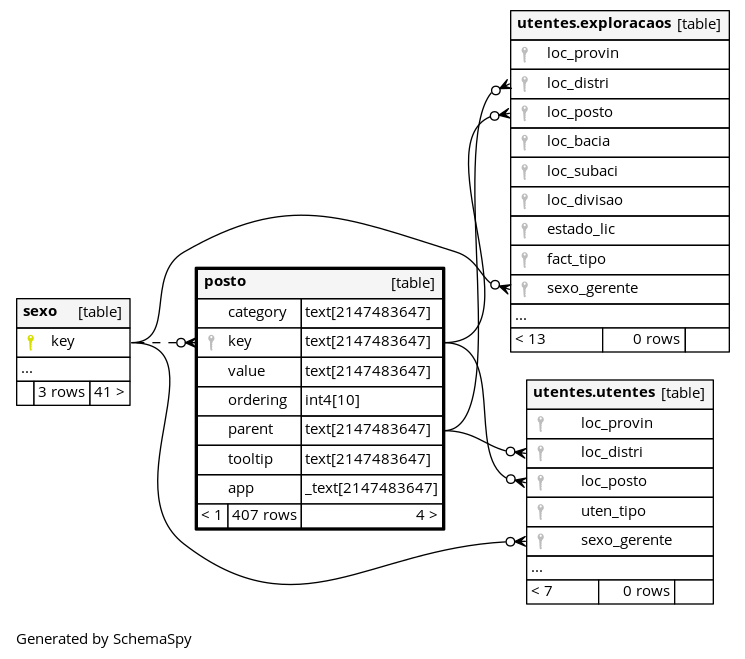 utentes.exploracaos [table]
loc_provin
loc_distri
loc_posto
loc_bacia
loc_subaci
loc_divisao
estado_lic
fact_tipo
sexo_gerente
...
< 13 0 rows
posto [table]
category text[2147483647]
key text[2147483647]
value text[2147483647]
ordering int4[10]
parent text[2147483647]
tooltip text[2147483647]
app _text[2147483647]
< 1 407 rows 4 >
sexo [table]
key
...
3 rows 41 >
utentes.utentes [table]
loc_provin
loc_distri
loc_posto
uten_tipo
sexo_gerente
...
< 7 0 rows
Generated by SchemaSpy